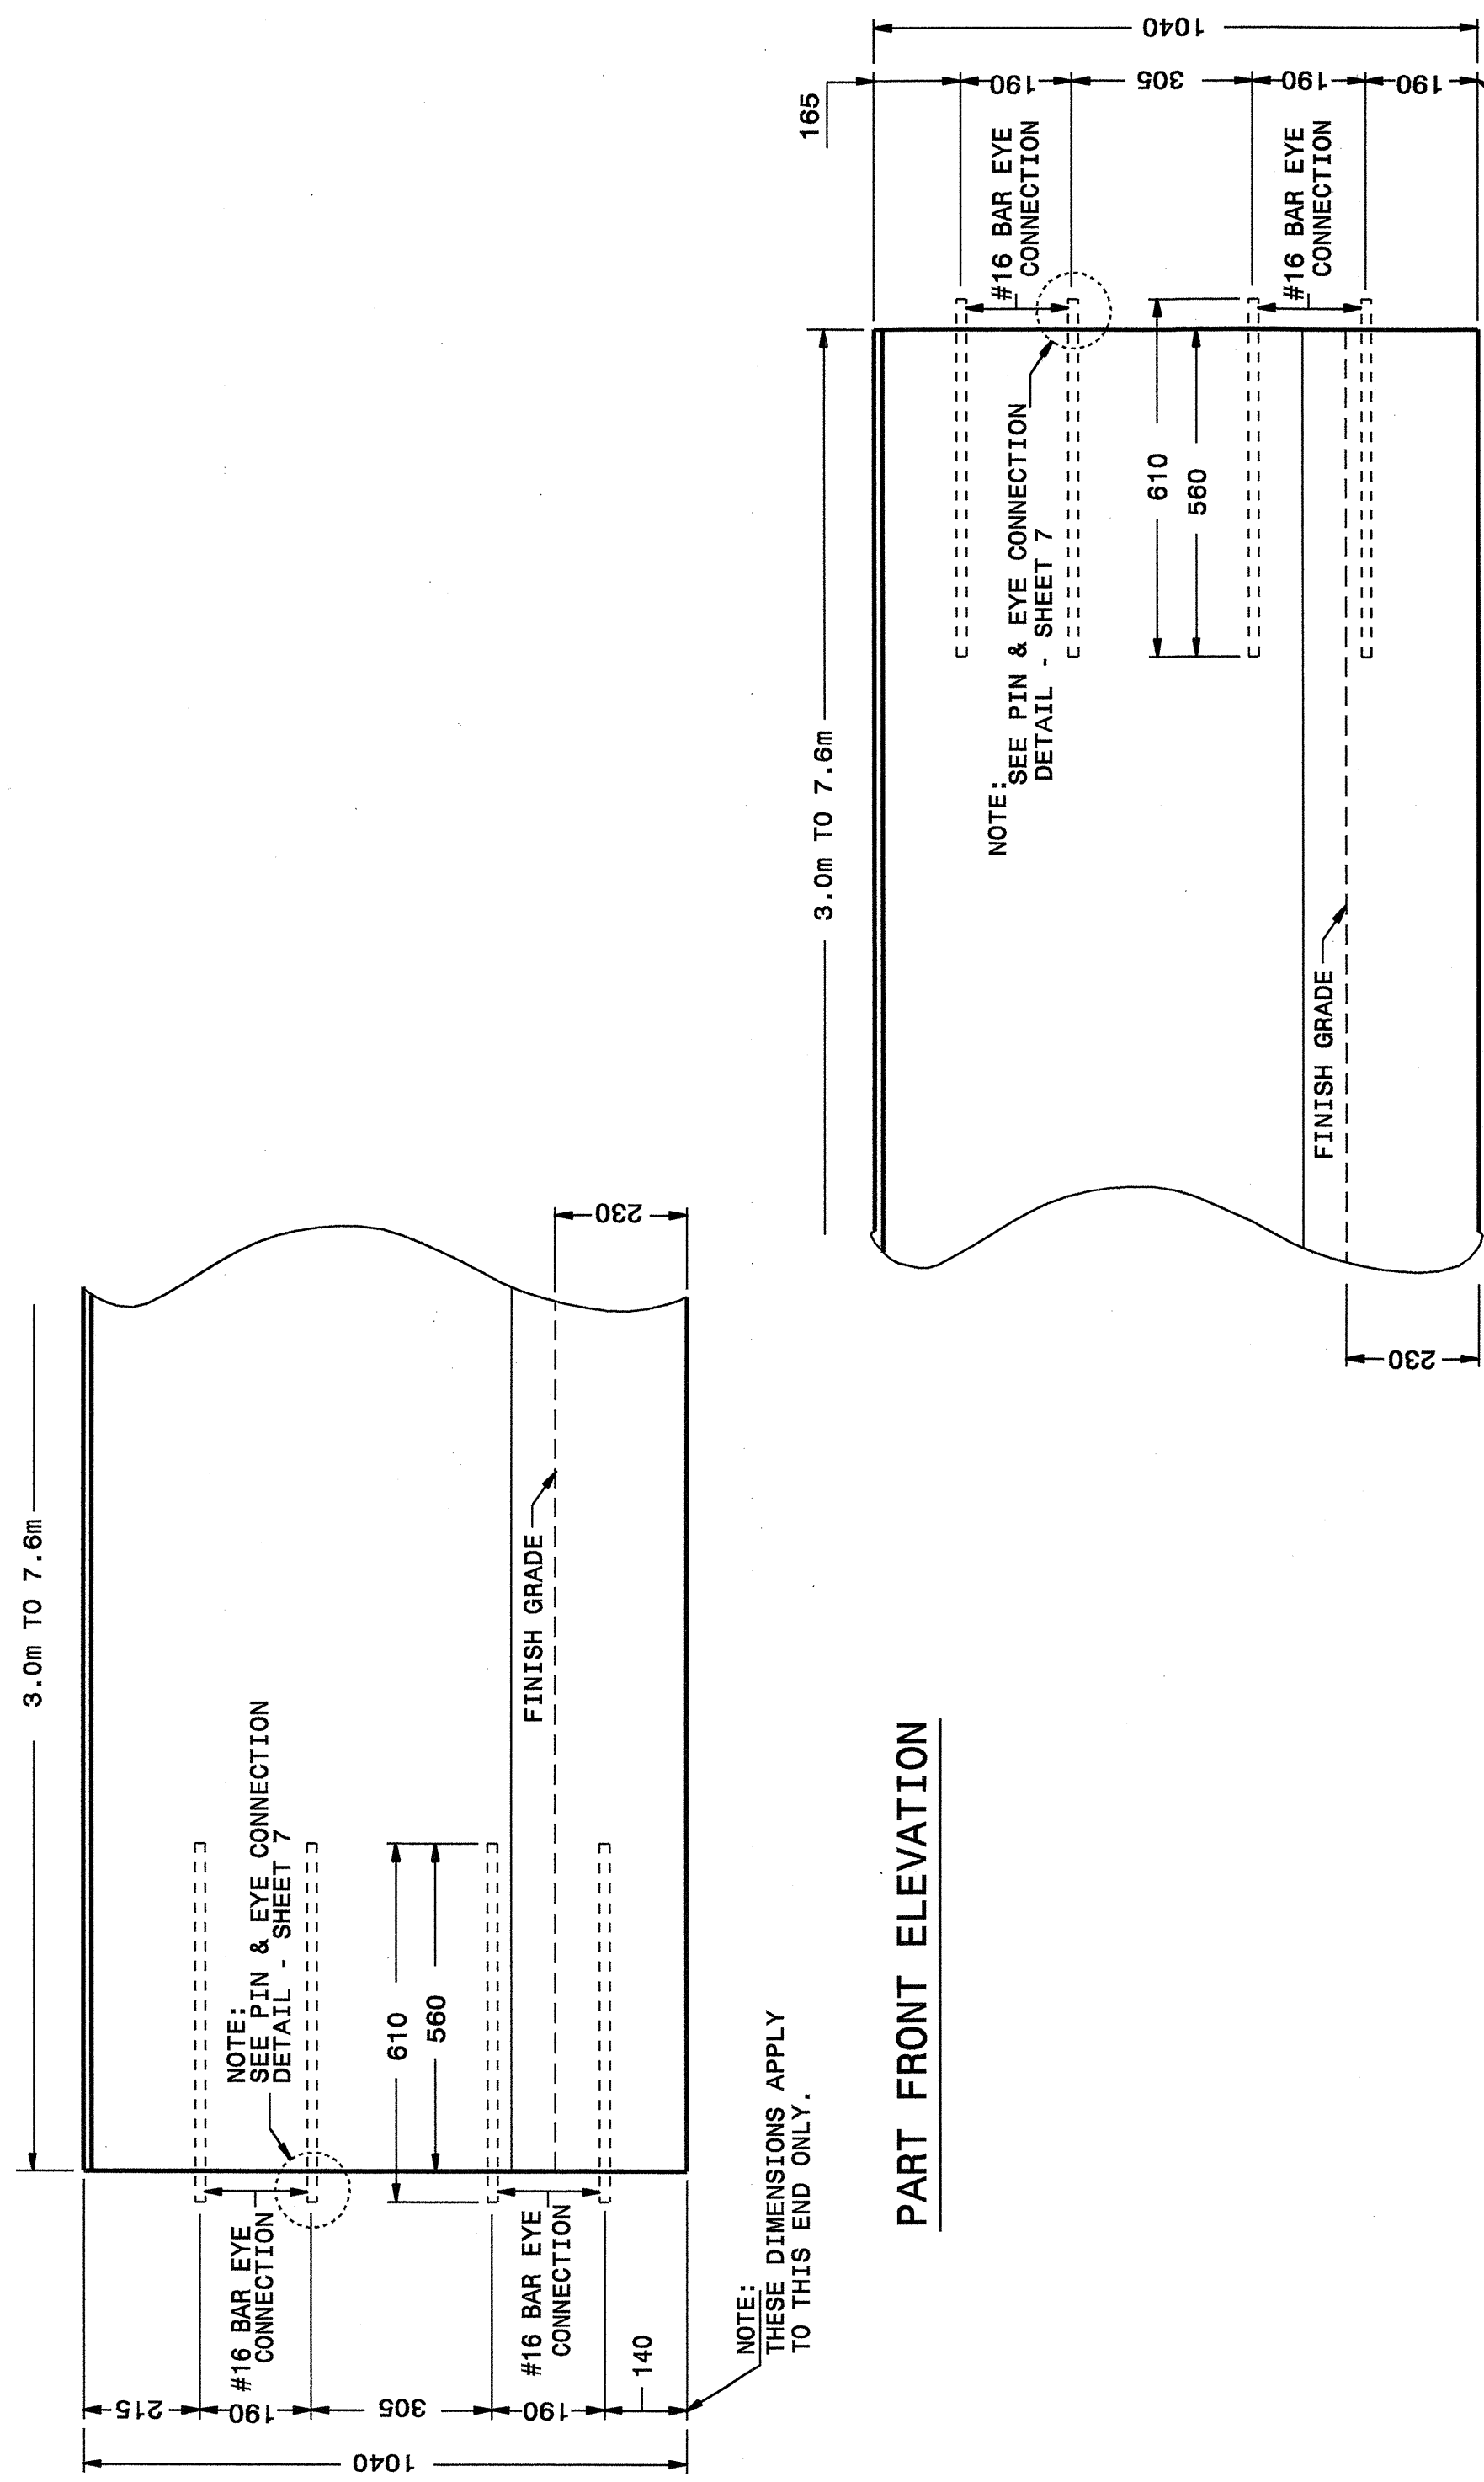 3.0m TO 7.6m
215
190
305
190
140
1040
#16 BAR EYE
CONNECTION
#16 BAR EYE
CONNECTION
NOTE:
SEE PIN & EYE CONNECTION
DETAIL - SHEET 7
610
560
FINISH GRADE
230
NOTE:
THESE DIMENSIONS APPLY
TO THIS END ONLY.
3.0m TO 7.6m
165
190
305
190
190
1040
#16 BAR EYE
CONNECTION
#16 BAR EYE
CONNECTION
NOTE:
SEE PIN & EYE CONNECTION
DETAIL - SHEET 7
610
560
FINISH GRADE
230
PART FRONT ELEVATION